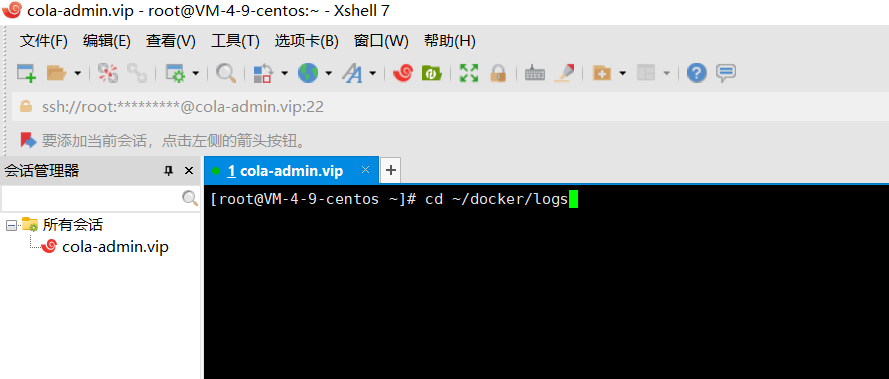 cola-admin.vip - root@VM-4-9-centos:~ - Xshell 7
文件(F) 编辑(E) 查看(V) 工具(T) 选项卡(B) 窗口(W) 帮助(H)
ssh://root:*********@cola-admin.vip:22
要添加当前会话，点击左侧的箭头按钮。
会话管理器
1 cola-admin.vip
[root@VM-4-9-centos ~]# cd ~/docker/logs
所有会话
cola-admin.vip